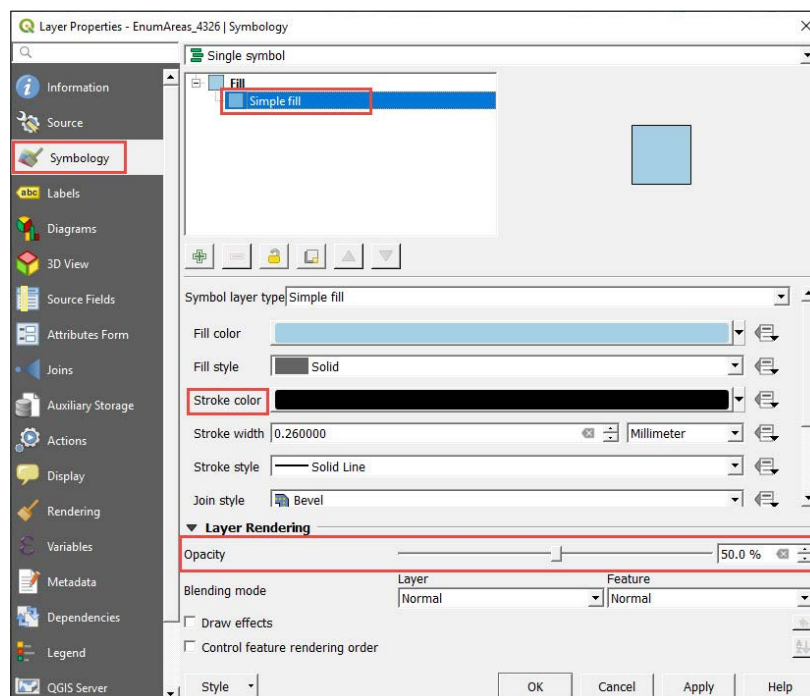 Layer Properties - EnumAreas_4326 | Symbology
Single symbol
Information
Source
Symbology
Labels
Diagrams
3D View
Source Fields
Attributes Form
Joins
Auxiliary Storage
Actions
Display
Rendering
Variables
Metadata
Dependencies
Legend
QGIS Server
abc
Fill
Simple fill
Symbol layer type Simple fill
Fill color
Fill style Solid
Stroke color
Stroke width 0.260000 Millimeter
Stroke style Solid Line
Join style Bevel
Layer Rendering
Opacity 50.0 %
Layer Feature
Blending mode Normal Normal
Draw effects
Control feature rendering order
Style OK Cancel Apply Help